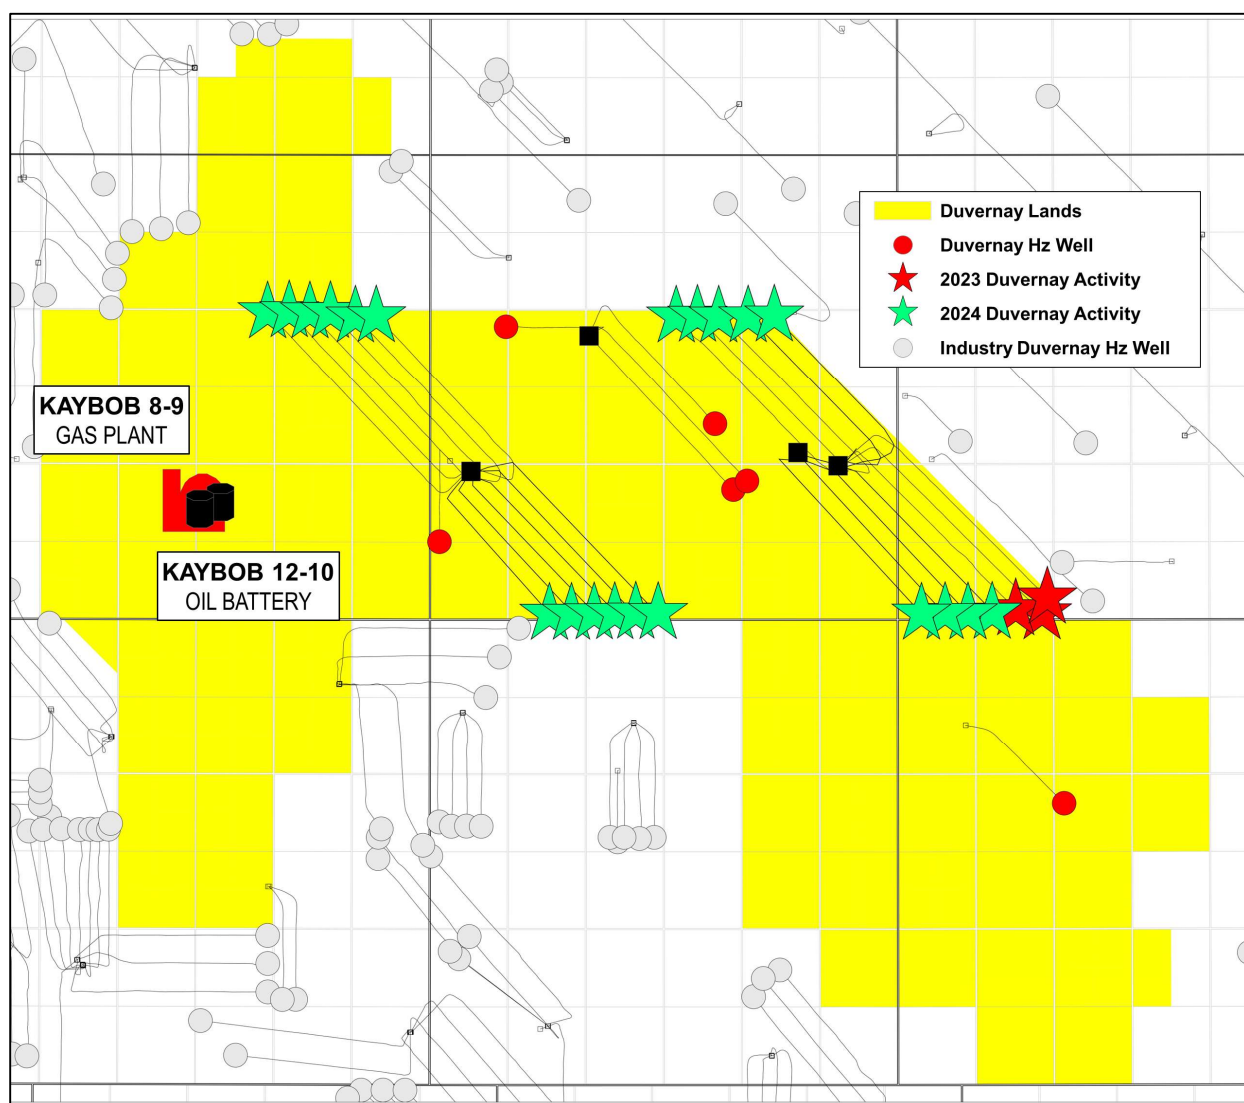 Duvernay Lands
Duvernay Hz Well
2023 Duvernay Activity
2024 Duvernay Activity
Industry Duvernay Hz Well
KAYBOB 8-9
GAS PLANT
KAYBOB 12-10
OIL BATTERY